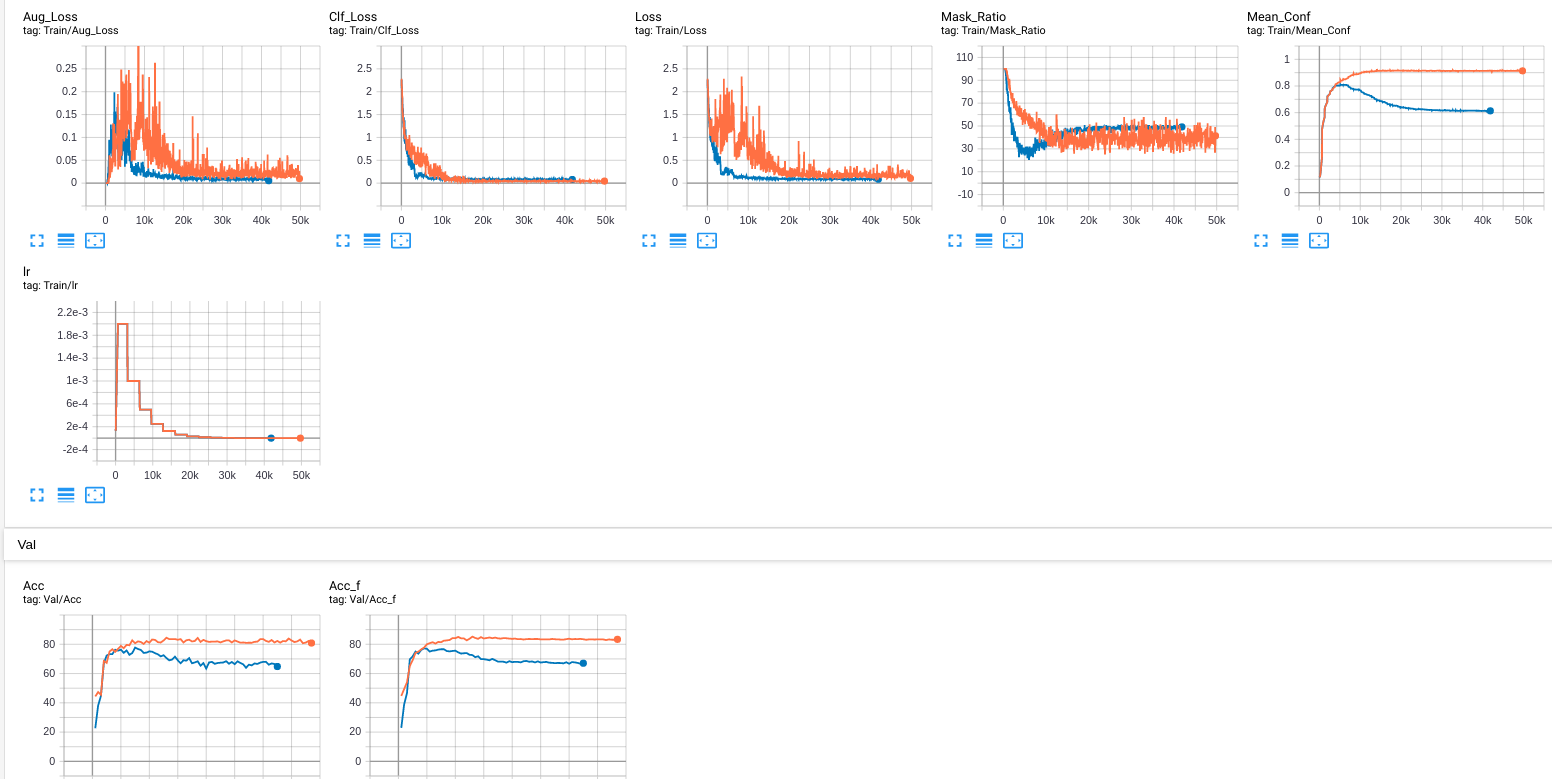 Aug_Loss
tag: Train/Aug_Loss
0.25
0.2
0.15
0.1
0.05
0
0 10k 20k 30k 40k 50k
Clf_Loss
tag: Train/Clf_Loss
2.5
2
1.5
1
0.5
0
0 10k 20k 30k 40k 50k
Loss
tag: Train/Loss
2.5
2
1.5
1
0.5
0
0 10k 20k 30k 40k 50k
Mask_Ratio
tag: Train/Mask_Ratio
110
90
70
50
30
10
-10
0 10k 20k 30k 40k 50k
Mean_Conf
tag: Train/Mean_Conf
1
0.8
0.6
0.4
0.2
0
0 10k 20k 30k 40k 50k
lr
tag: Train/lr
2.2e-3
1.8e-3
1.4e-3
1e-3
6e-4
2e-4
-2e-4
0 10k 20k 30k 40k 50k
Val
Acc
tag: Val/Acc
80
60
40
20
0
Acc_f
tag: Val/Acc_f
80
60
40
20
0